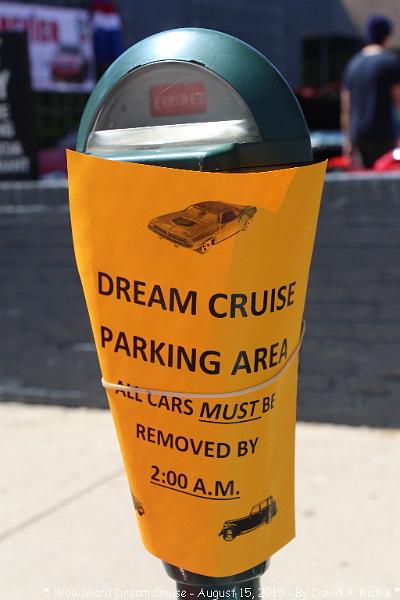 EXPIRED
DREAM CRUISE
PARKING AREA
ALL CARS MUST BE
REMOVED BY
2:00 A.M.
" Woodward Dream Cruise - August 15, 2015 - By David A. Richie "